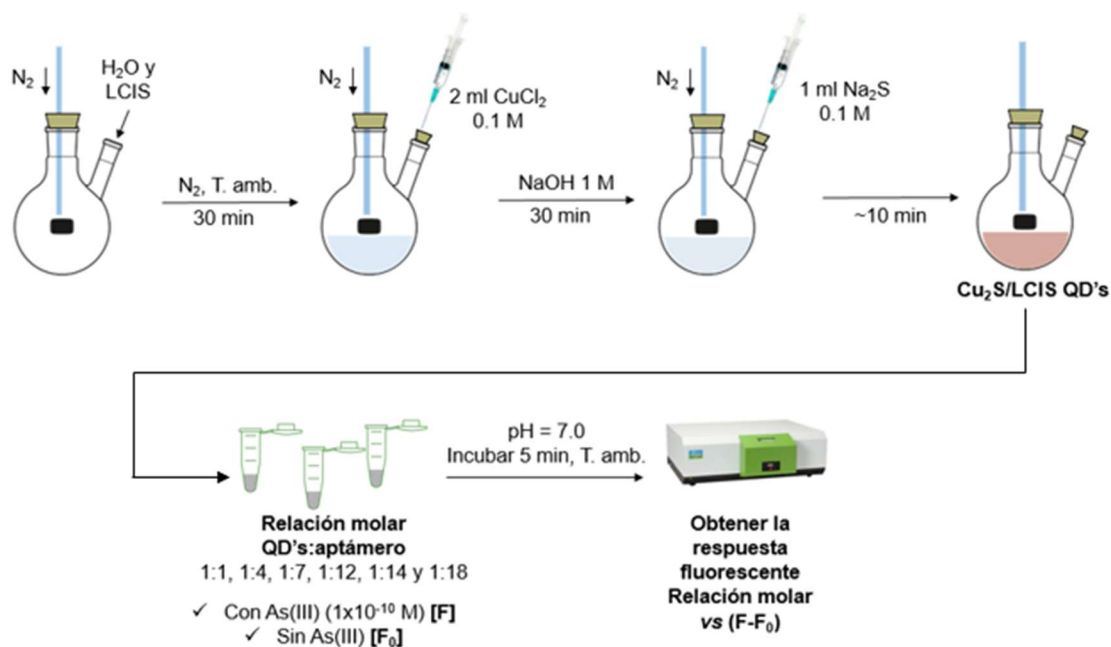 N₂
H₂O y
LCIS
N₂, T. amb.
30 min
N₂
2 ml CuCl₂
0.1 M
NaOH 1 M
30 min
N₂
1 ml Na₂S
0.1 M
~10 min
Cu₂S/LCIS QD's
pH = 7.0
Incubar 5 min, T. amb.
Relación molar
QD's:aptámero
1:1, 1:4, 1:7, 1:12, 1:14 y 1:18
✓ Con As(III) (1x10⁻¹⁰ M) [F]
✓ Sin As(III) [F₀]
Obtener la
respuesta
fluorescente
Relación molar
vs (F-F₀)